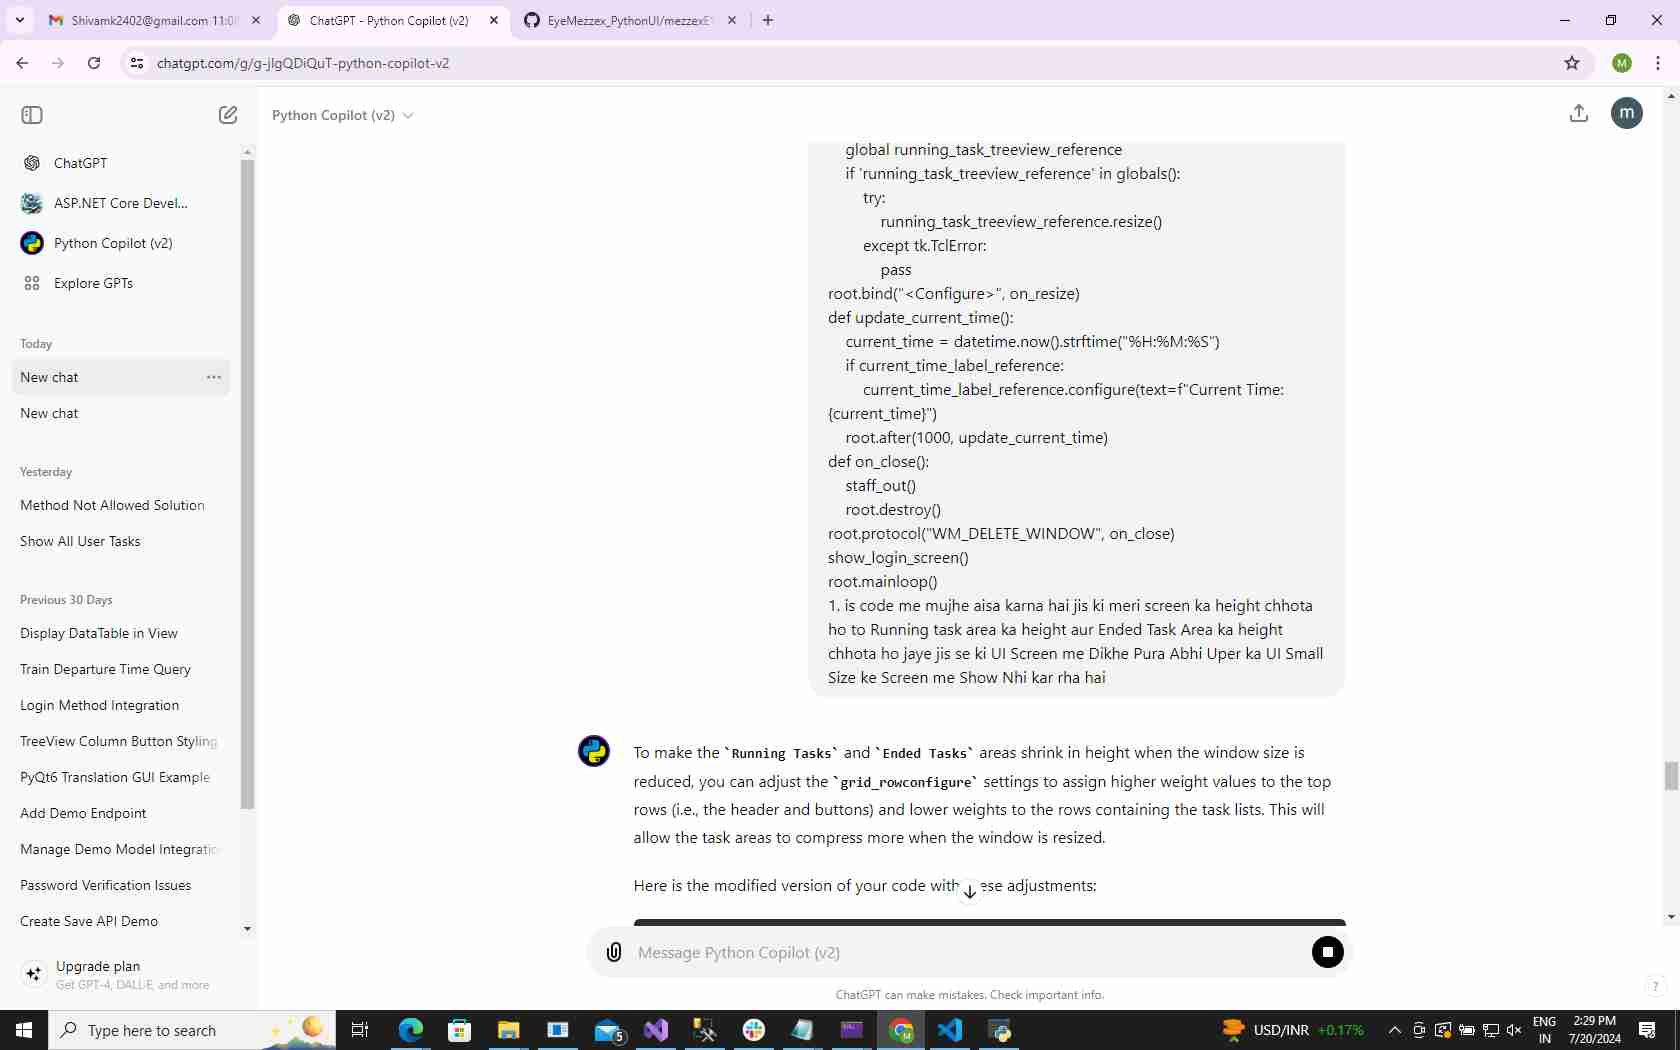 Shivamk2402@gmail.com 11:0
ChatGPT - Python Copilot (v2)
EyeMezzex_PythonUI/mezzexE
chatgpt.com/g/g-jIgQDiQuT-python-copilot-v2
M
Python Copilot (v2)
m
ChatGPT
ASP.NET Core Devel...
Python Copilot (v2)
Explore GPTs
Today
New chat
New chat
Yesterday
Method Not Allowed Solution
Show All User Tasks
Previous 30 Days
Display DataTable in View
Train Departure Time Query
Login Method Integration
TreeView Column Button Styling
PyQt6 Translation GUI Example
Add Demo Endpoint
Manage Demo Model Integratio
Password Verification Issues
Create Save API Demo
Upgrade plan
Get GPT-4, DALL·E, and more
global running_task_treeview_reference
if 'running_task_treeview_reference' in globals():
try:
running_task_treeview_reference.resize()
except tk.TclError:
pass
root.bind("<Configure>", on_resize)
def update_current_time():
current_time = datetime.now().strftime("%H:%M:%S")
if current_time_label_reference:
current_time_label_reference.configure(text=f"Current Time:
{current_time}")
root.after(1000, update_current_time)
def on_close():
staff_out()
root.destroy()
root.protocol("WM_DELETE_WINDOW", on_close)
show_login_screen()
root.mainloop()
1. is code me mujhe aisa karna hai jis ki meri screen ka height chhota
ho to Running task area ka height aur Ended Task Area ka height
chhota ho jaye jis se ki UI Screen me Dikhe Pura Abhi Uper ka UI Small
Size ke Screen me Show Nhi kar rha hai
To make the `Running Tasks` and `Ended Tasks` areas shrink in height when the window size is
reduced, you can adjust the `grid_rowconfigure` settings to assign higher weight values to the top
rows (i.e., the header and buttons) and lower weights to the rows containing the task lists. This will
allow the task areas to compress more when the window is resized.
Here is the modified version of your code with ese adjustments:
Message Python Copilot (v2)
ChatGPT can make mistakes. Check important info.
?
Type here to search
5
USD/INR +0.17%
ENG
IN
2:29 PM
7/20/2024